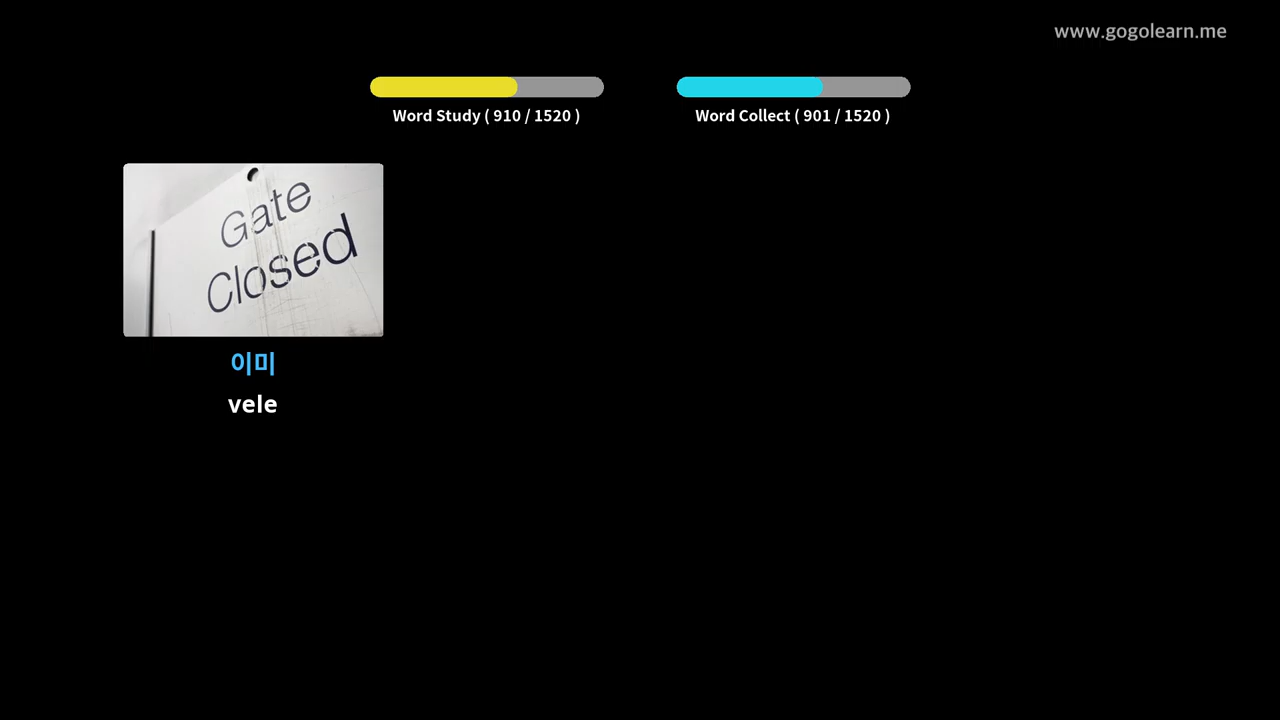 www.gogolearn.me
Word Study ( 910 / 1520 )
Word Collect ( 901 / 1520 )
Gate
Closed
이미
vele